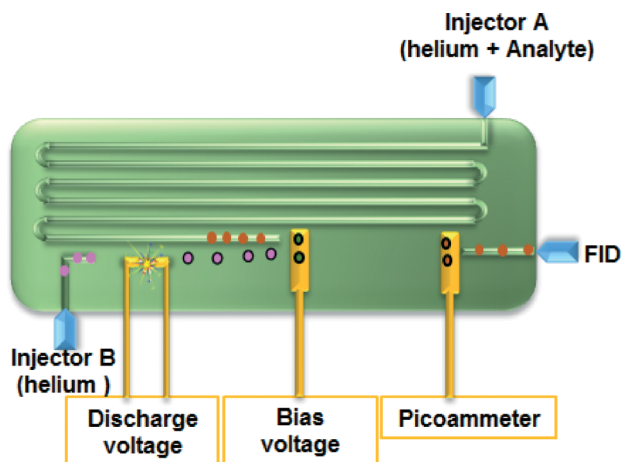 Injector A
(helium + Analyte)
FID
Injector B
(helium )
Discharge
voltage
Bias
voltage
Picoammeter